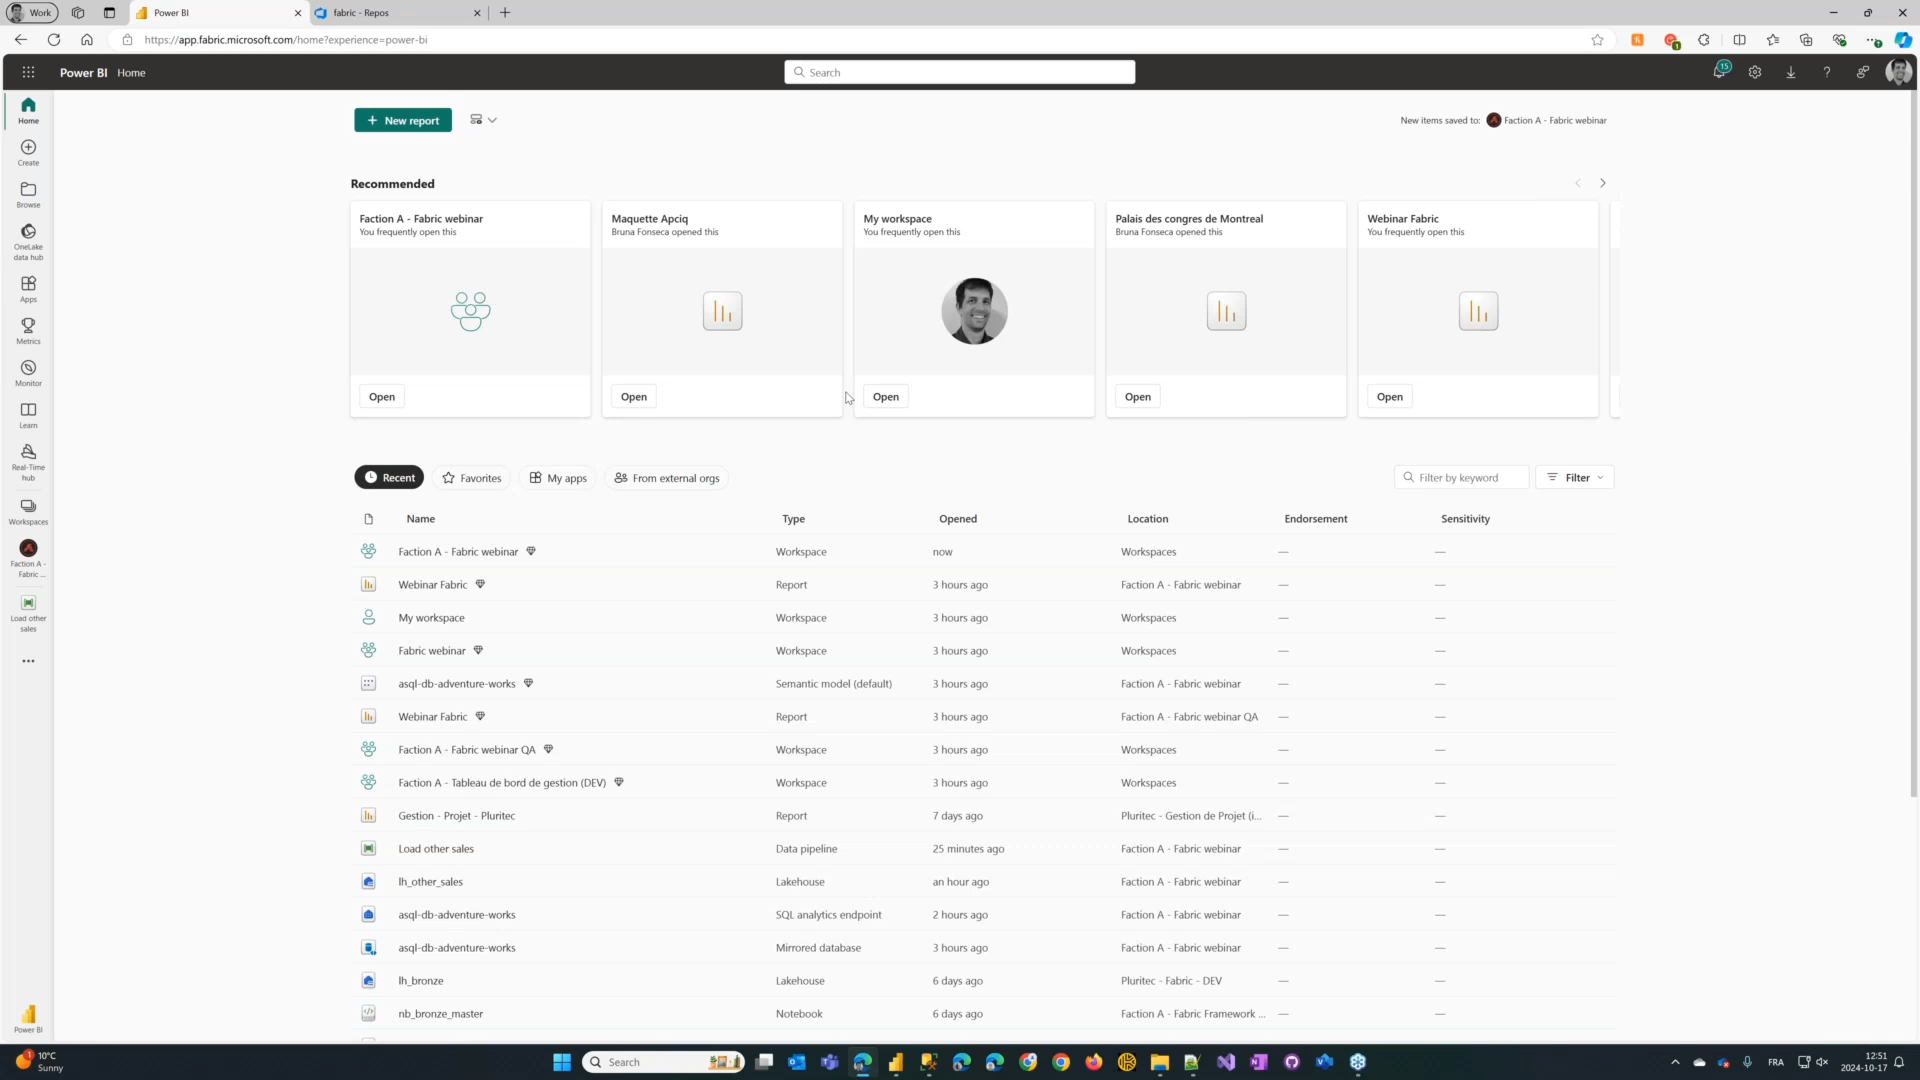 Work
Power BI
fabric - Repos
https://app.fabric.microsoft.com/home?experience=power-bi
Power BI Home
Search
15
Home
Create
Browse
OneLake
data hub
Apps
Metrics
Monitor
Learn
Real-Time
hub
Workspaces
Faction A -
Fabric ...
Load other
sales
Power BI
New report
New items saved to: Faction A - Fabric webinar
Recommended
Faction A - Fabric webinar
You frequently open this
Open
Maquette Apciq
Bruna Fonseca opened this
Open
My workspace
You frequently open this
Open
Palais des congres de Montreal
Bruna Fonseca opened this
Open
Webinar Fabric
You frequently open this
Open
Recent Favorites My apps From external orgs
Filter by keyword Filter
Name Type Opened Location Endorsement Sensitivity
Faction A - Fabric webinar Workspace now Workspaces — —
Webinar Fabric Report 3 hours ago Faction A - Fabric webinar — —
My workspace Workspace 3 hours ago Workspaces — —
Fabric webinar Workspace 3 hours ago Workspaces — —
asql-db-adventure-works Semantic model (default) 3 hours ago Faction A - Fabric webinar — —
Webinar Fabric Report 3 hours ago Faction A - Fabric webinar QA — —
Faction A - Fabric webinar QA Workspace 3 hours ago Workspaces — —
Faction A - Tableau de bord de gestion (DEV) Workspace 3 hours ago Workspaces — —
Gestion - Projet - Pluritec Report 7 days ago Pluritec - Gestion de Projet (i... — —
Load other sales Data pipeline 25 minutes ago Faction A - Fabric webinar — —
lh_other_sales Lakehouse an hour ago Faction A - Fabric webinar — —
asql-db-adventure-works SQL analytics endpoint 2 hours ago Faction A - Fabric webinar — —
asql-db-adventure-works Mirrored database 3 hours ago Faction A - Fabric webinar — —
lh_bronze Lakehouse 6 days ago Pluritec - Fabric - DEV — —
nb_bronze_master Notebook 6 days ago Faction A - Fabric Framework ... — —
1
10°C
Sunny
Search
FRA
12:51
2024-10-17